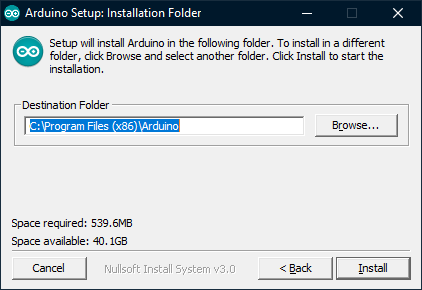 Arduino Setup: Installation Folder
Setup will install Arduino in the following folder. To install in a different
folder, click Browse and select another folder. Click Install to start the
installation.
Destination Folder
C:\Program Files (x86)\Arduino
Browse...
Space required: 539.6MB
Space available: 40.1GB
Cancel
Nullsoft Install System v3.0
< Back
Install